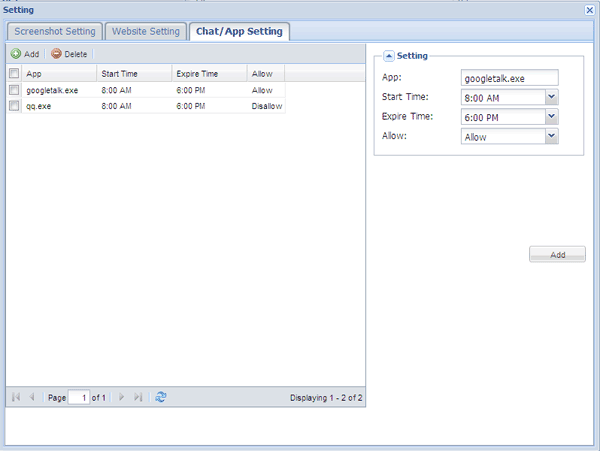 Setting
Screenshot Setting Website Setting Chat/App Setting
Add Delete
App Start Time Expire Time Allow
googletalk.exe 8:00 AM 6:00 PM Allow
qq.exe 8:00 AM 6:00 PM Disallow
Page 1 of 1 Displaying 1 - 2 of 2
Setting
App: googletalk.exe
Start Time: 8:00 AM
Expire Time: 6:00 PM
Allow: Allow
Add